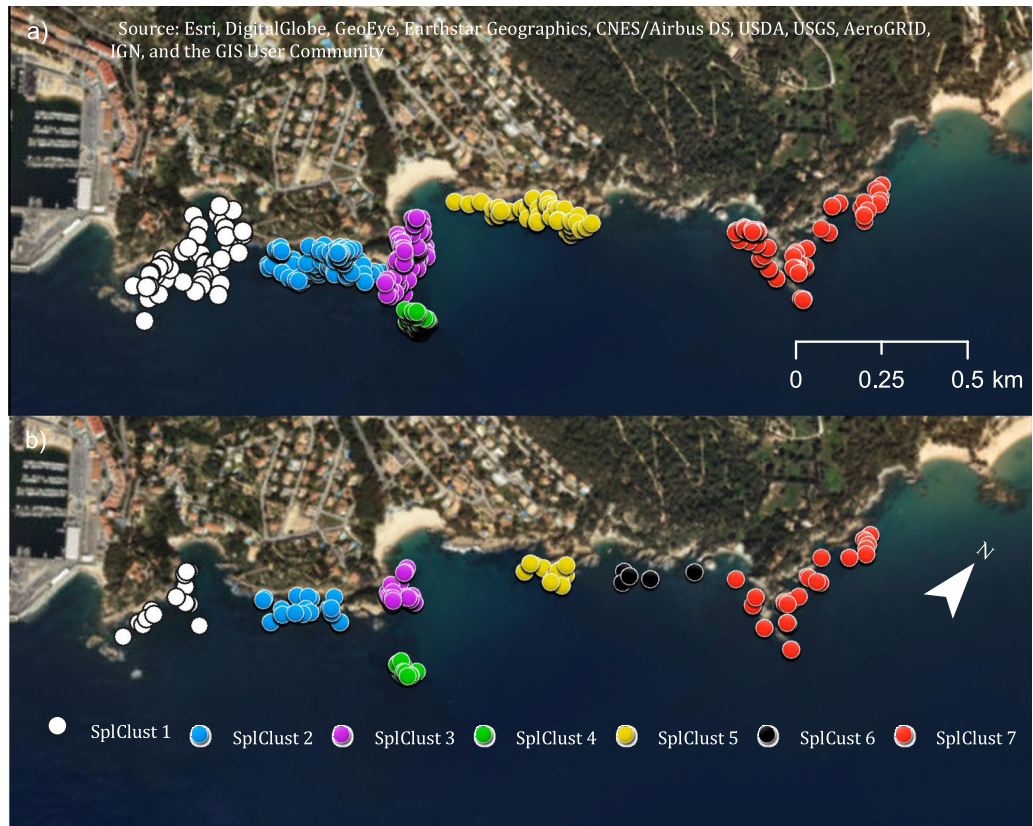 a)
Source: Esri, DigitalGlobe, GeoEye, Earthstar Geographics, CNES/Airbus DS, USDA, USGS, AeroGRID,
IGN, and the GIS User Community
0 0.25 0.5 km
b)
N
SplClust 1 SplClust 2 SplClust 3 SplClust 4 SplClust 5 SplCust 6 SplClust 7